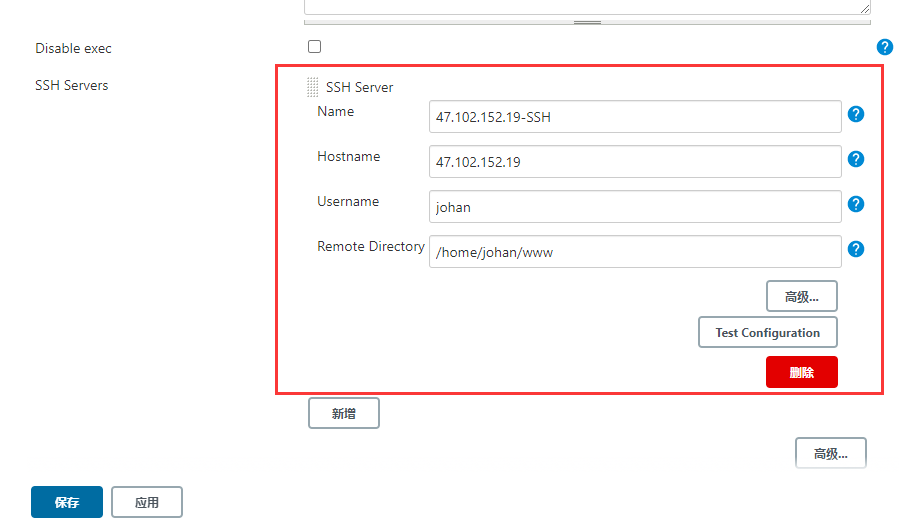 Disable exec
SSH Servers
SSH Server
Name
47.102.152.19-SSH
Hostname
47.102.152.19
Username
johan
Remote Directory
/home/johan/www
高级...
Test Configuration
删除
新增
高级...
保存
应用